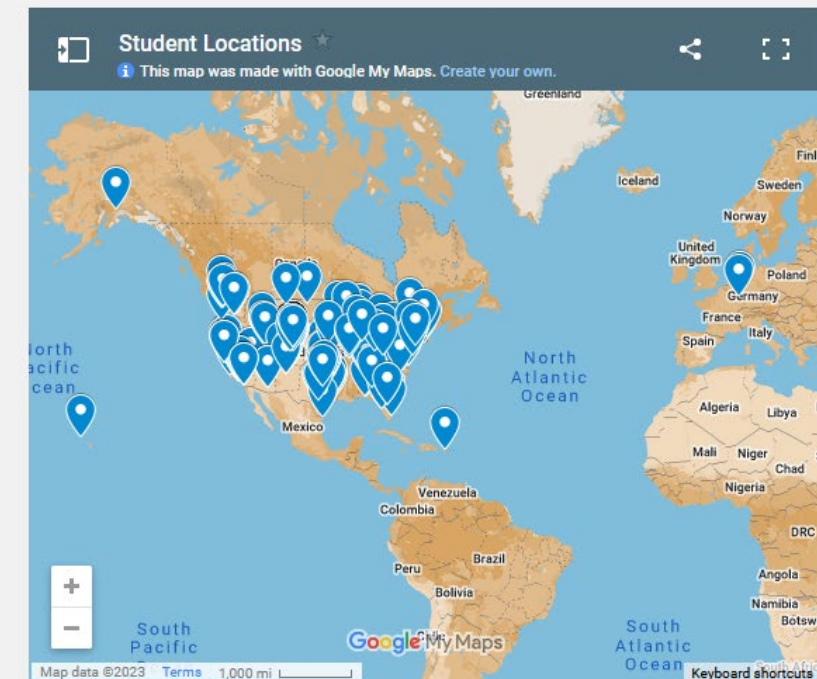 Student Locations
This map was made with Google My Maps. Create your own.
Greenland
Iceland
Finl
Sweden
Norway
United
Kingdom
Poland
Germany
France
Italy
Spain
North
Atlantic
Ocean
orth
acific
cean
Canada
Mexico
Algeria
Libya
Mali
Niger
Chad
Nigeria
DRC
Venezuela
Colombia
Brazil
Peru
Bolivia
Angola
Namibia
Botsw
+
−
South
Pacific
South
Atlantic
Ocean
Google My Maps
Map data ©2023
Terms
1,000 mi
Keyboard shortcuts